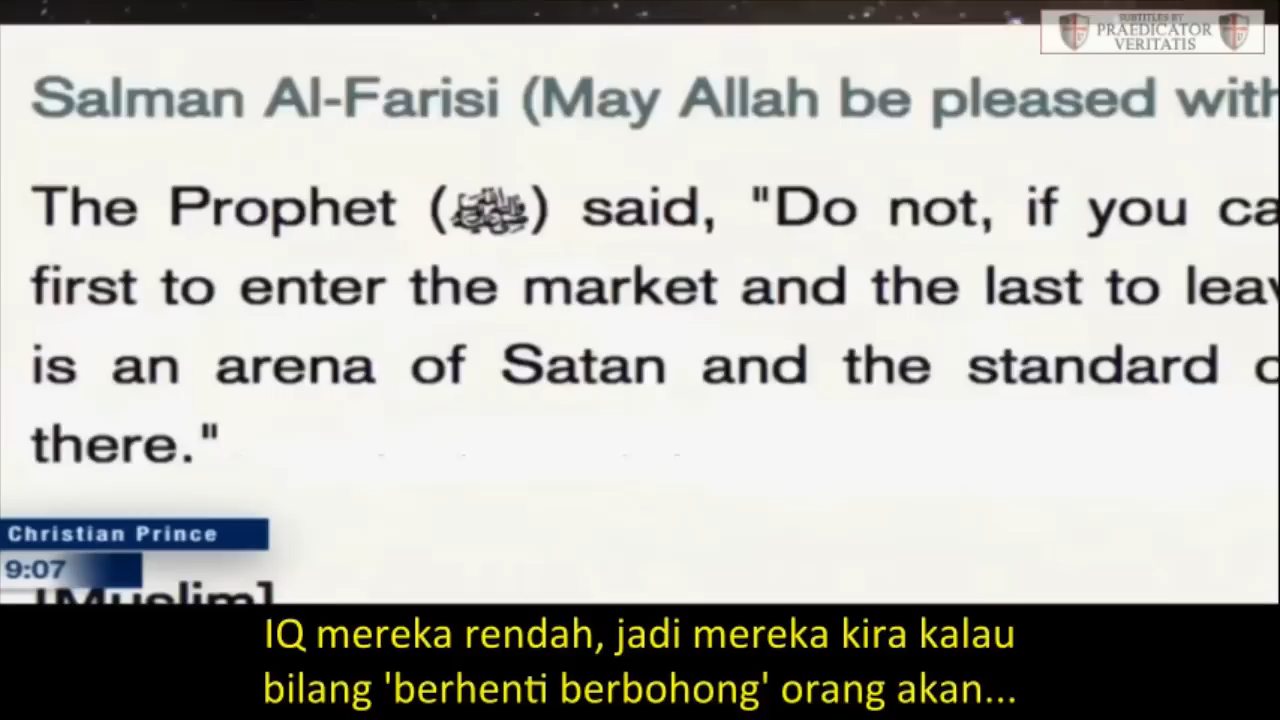 SUBTITLES BY
PRAEDICATOR
VERITATIS
Salman Al-Farisi (May Allah be pleased with
The Prophet (ﷺ) said, "Do not, if you ca
first to enter the market and the last to leav
is an arena of Satan and the standard o
there."
Christian Prince
9:07
[Muslim]
IQ mereka rendah, jadi mereka kira kalau
bilang 'berhenti berbohong' orang akan...